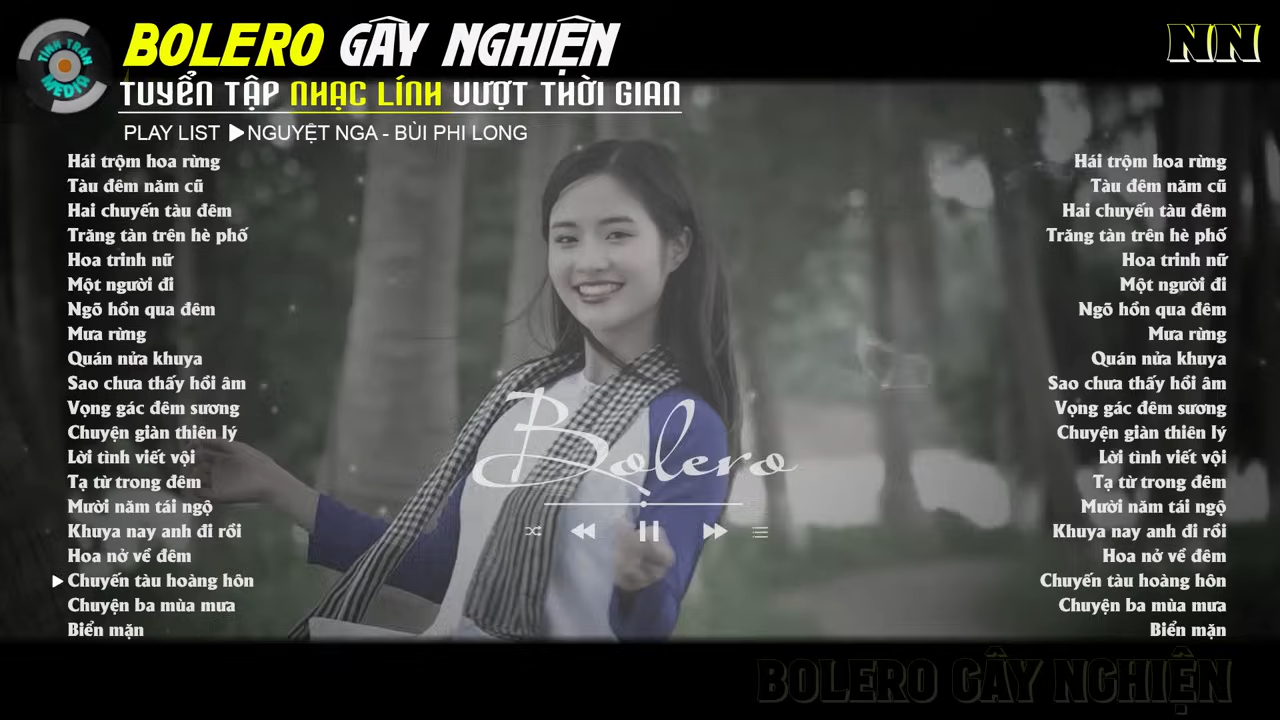 TÌNH TRẦN
MEDIA
BOLERO GÂY NGHIỆN
NN
TUYỂN TẬP NHẠC LÍNH VƯỢT THỜI GIAN
PLAY LIST NGUYỆT NGA - BÙI PHI LONG
Hái trộm hoa rừng
Tàu đêm năm cũ
Hai chuyến tàu đêm
Trăng tàn trên hè phố
Hoa trinh nữ
Một người đi
Ngõ hồn qua đêm
Mưa rừng
Quán nửa khuya
Sao chưa thấy hồi âm
Vọng gác đêm sương
Chuyện giàn thiên lý
Lời tình viết vội
Tạ từ trong đêm
Mười năm tái ngộ
Khuya nay anh đi rồi
Hoa nở về đêm
Chuyến tàu hoàng hôn
Chuyện ba mùa mưa
Biển mặn
Bolero
Hái trộm hoa rừng
Tàu đêm năm cũ
Hai chuyến tàu đêm
Trăng tàn trên hè phố
Hoa trinh nữ
Một người đi
Ngõ hồn qua đêm
Mưa rừng
Quán nửa khuya
Sao chưa thấy hồi âm
Vọng gác đêm sương
Chuyện giàn thiên lý
Lời tình viết vội
Tạ từ trong đêm
Mười năm tái ngộ
Khuya nay anh đi rồi
Hoa nở về đêm
Chuyến tàu hoàng hôn
Chuyện ba mùa mưa
Biển mặn
BOLERO GÂY NGHIỆN